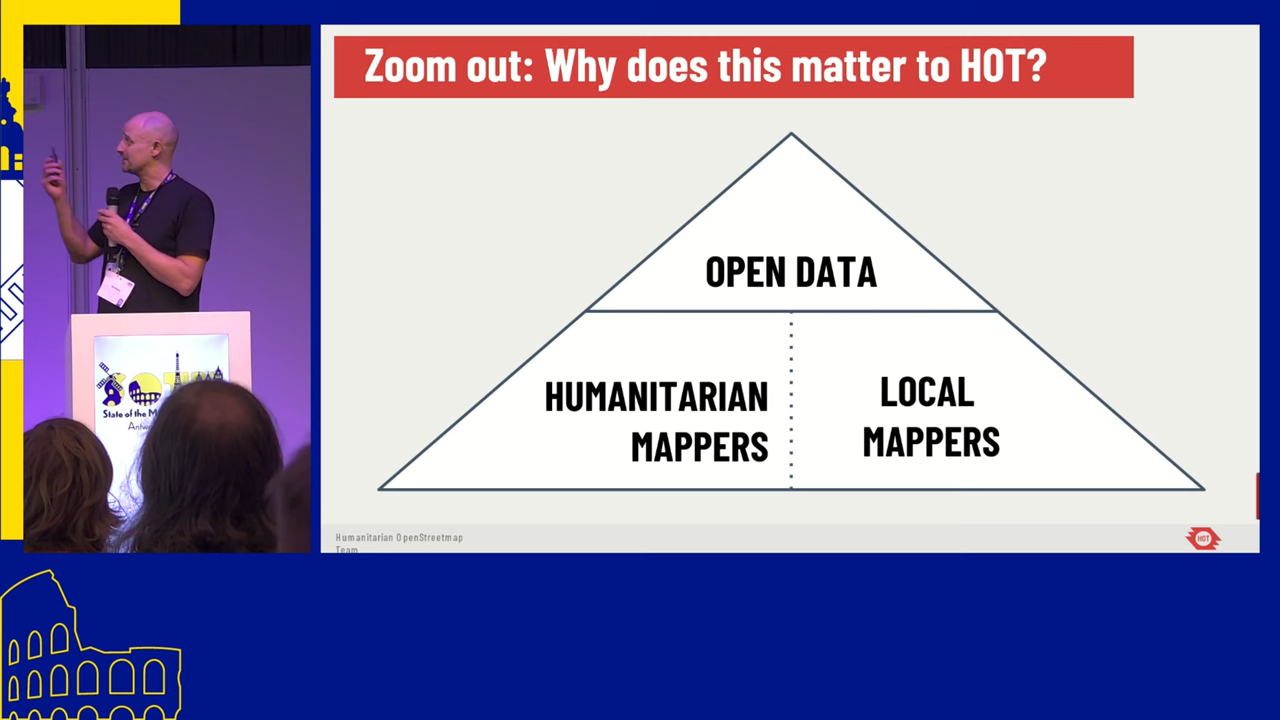 Zoom out: Why does this matter to HOT?
OPEN DATA
HUMANITARIAN
MAPPERS
LOCAL
MAPPERS
Humanitarian OpenStreetmap
Team
HOT
State of the M
Antw